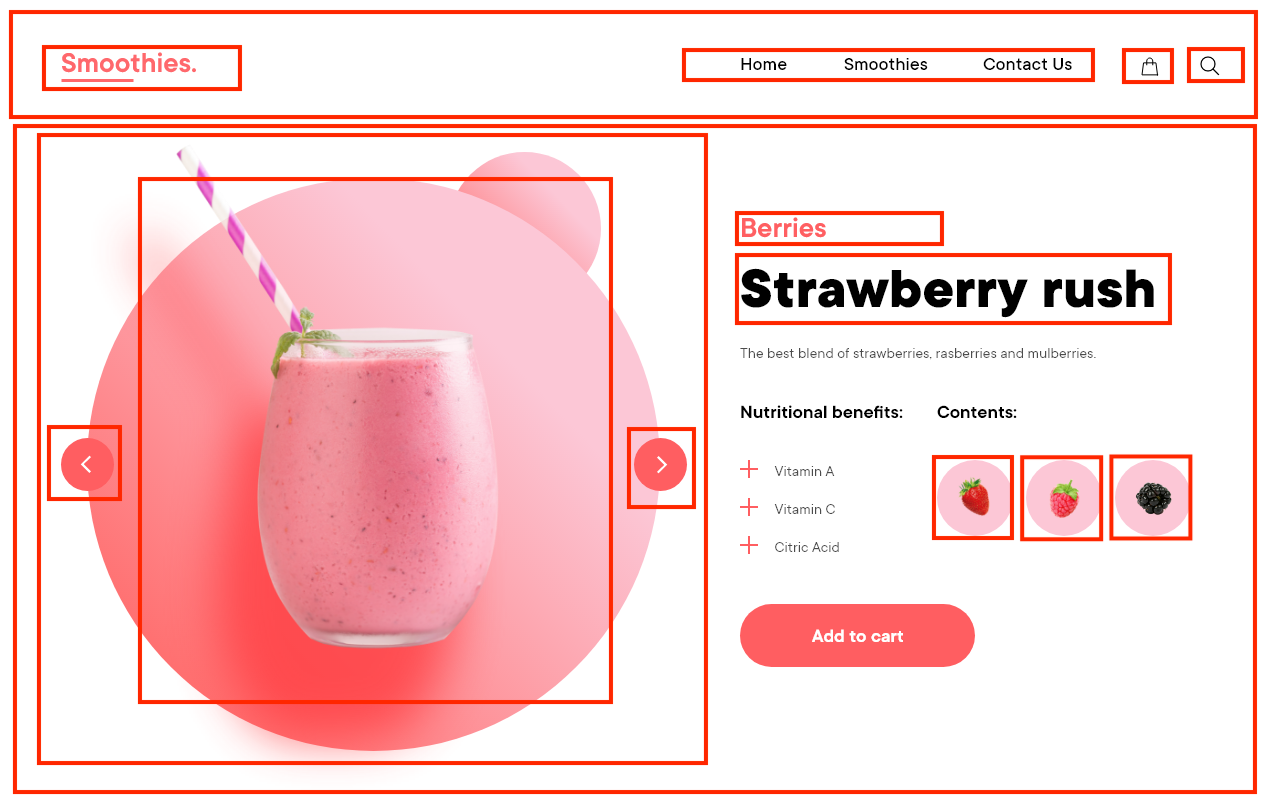 Smoothies.
Home Smoothies Contact Us
Berries
Strawberry rush
The best blend of strawberries, rasberries and mulberries.
Nutritional benefits: Contents:
Vitamin A
Vitamin C
Citric Acid
Add to cart